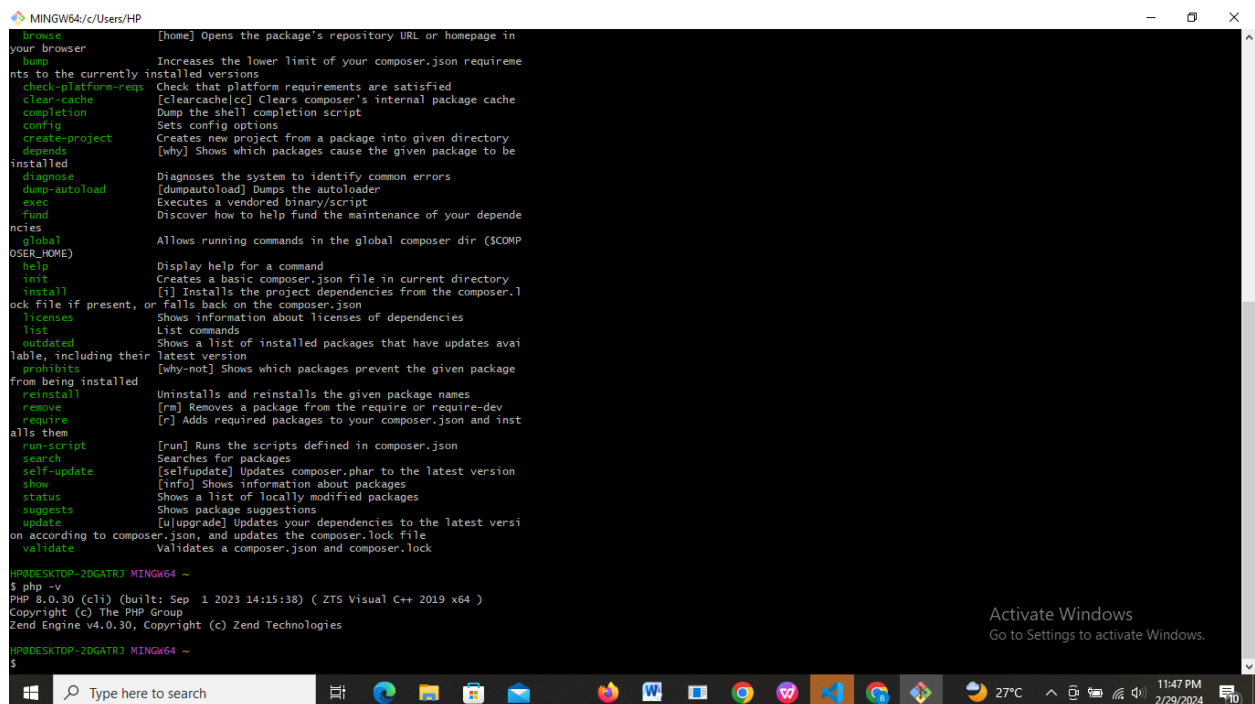 MINGW64:/c/Users/HP
browse [home] Opens the package's repository URL or homepage in
your browser
bump Increases the lower limit of your composer.json requireme
nts to the currently installed versions
check-platform-reqs Check that platform requirements are satisfied
clear-cache [clearcache|cc] Clears composer's internal package cache
completion Dump the shell completion script
config Sets config options
create-project Creates new project from a package into given directory
depends [why] Shows which packages cause the given package to be
installed
diagnose Diagnoses the system to identify common errors
dump-autoload [dumpautoload] Dumps the autoloader
exec Executes a vendored binary/script
fund Discover how to help fund the maintenance of your depende
ncies
global Allows running commands in the global composer dir ($COMP
OSER_HOME)
help Display help for a command
init Creates a basic composer.json file in current directory
install [i] Installs the project dependencies from the composer.l
ock file if present, or falls back on the composer.json
licenses Shows information about licenses of dependencies
list List commands
outdated Shows a list of installed packages that have updates avai
lable, including their latest version
prohibits [why-not] Shows which packages prevent the given package
from being installed
reinstall Uninstalls and reinstalls the given package names
remove [rm] Removes a package from the require or require-dev
require [r] Adds required packages to your composer.json and inst
alls them
run-script [run] Runs the scripts defined in composer.json
search Searches for packages
self-update [selfupdate] Updates composer.phar to the latest version
show [info] Shows information about packages
status Shows a list of locally modified packages
suggests Shows package suggestions
update [u|upgrade] Updates your dependencies to the latest versi
on according to composer.json, and updates the composer.lock file
validate Validates a composer.json and composer.lock
HP@DESKTOP-2DGATRJ MINGW64 ~
$ php -v
PHP 8.0.30 (cli) (built: Sep  1 2023 14:15:38) ( ZTS Visual C++ 2019 x64 )
Copyright (c) The PHP Group
Zend Engine v4.0.30, Copyright (c) Zend Technologies
HP@DESKTOP-2DGATRJ MINGW64 ~
$
Activate Windows
Go to Settings to activate Windows.
Type here to search
27°C
11:47 PM
2/29/2024
10